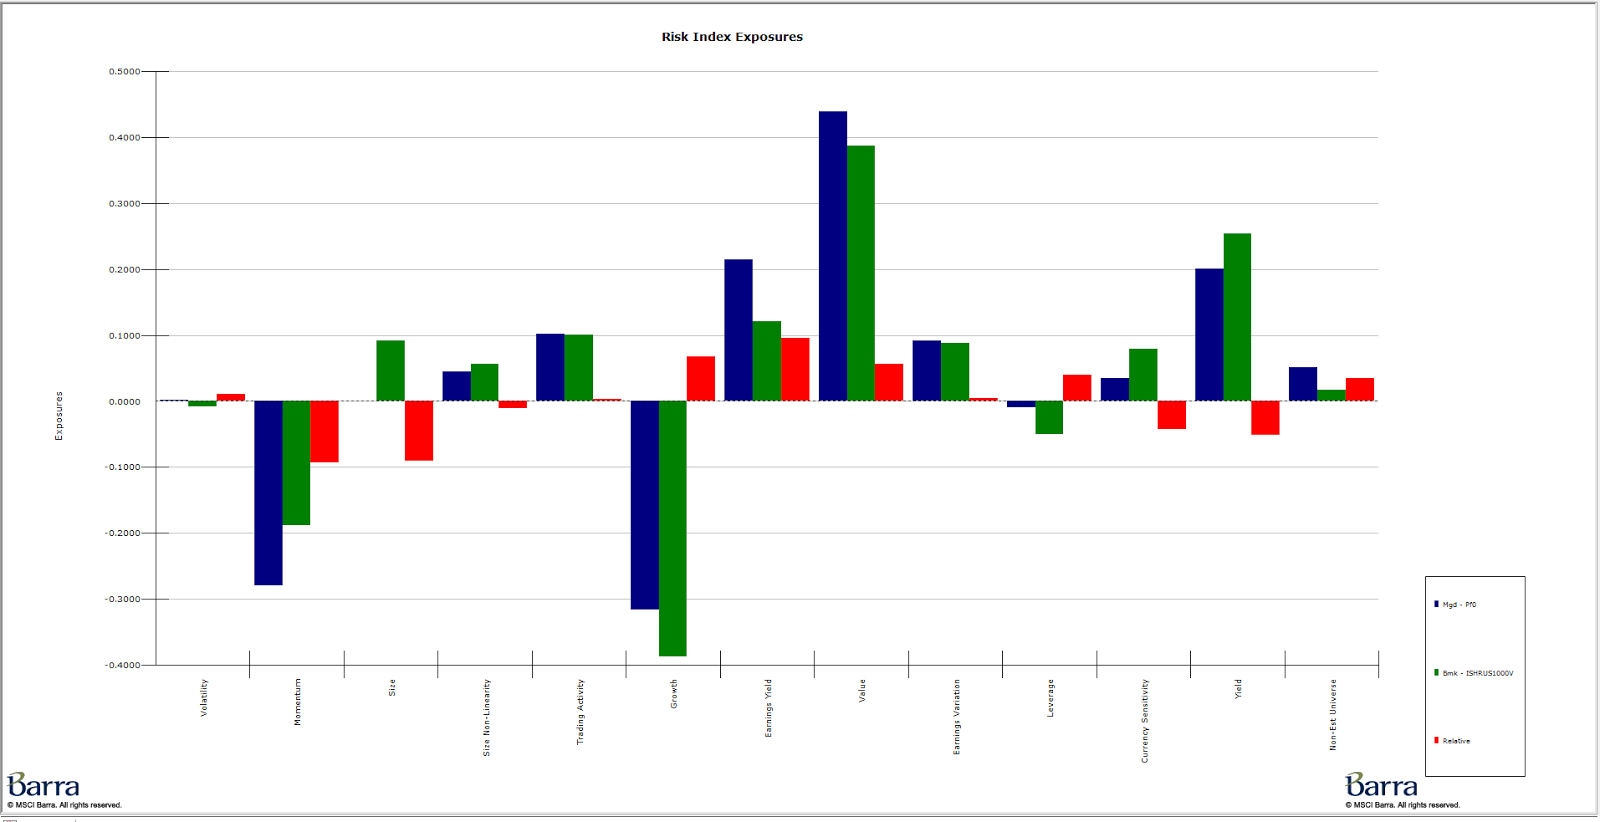 Risk Index Exposures
0.5000
0.4000
0.3000
0.2000
0.1000
0.0000
-0.1000
-0.2000
-0.3000
-0.4000
Exposures
Volatility
Momentum
Size
Size Non-Linearity
Trading Activity
Growth
Earnings Yield
Value
Earnings Variation
Leverage
Currency Sensitivity
Yield
Non-Est Universe
Mgd - Pf0
Bmk - ISHRUS1000V
Relative
Barra
© MSCI Barra. All rights reserved.
Barra
© MSCI Barra. All rights reserved.